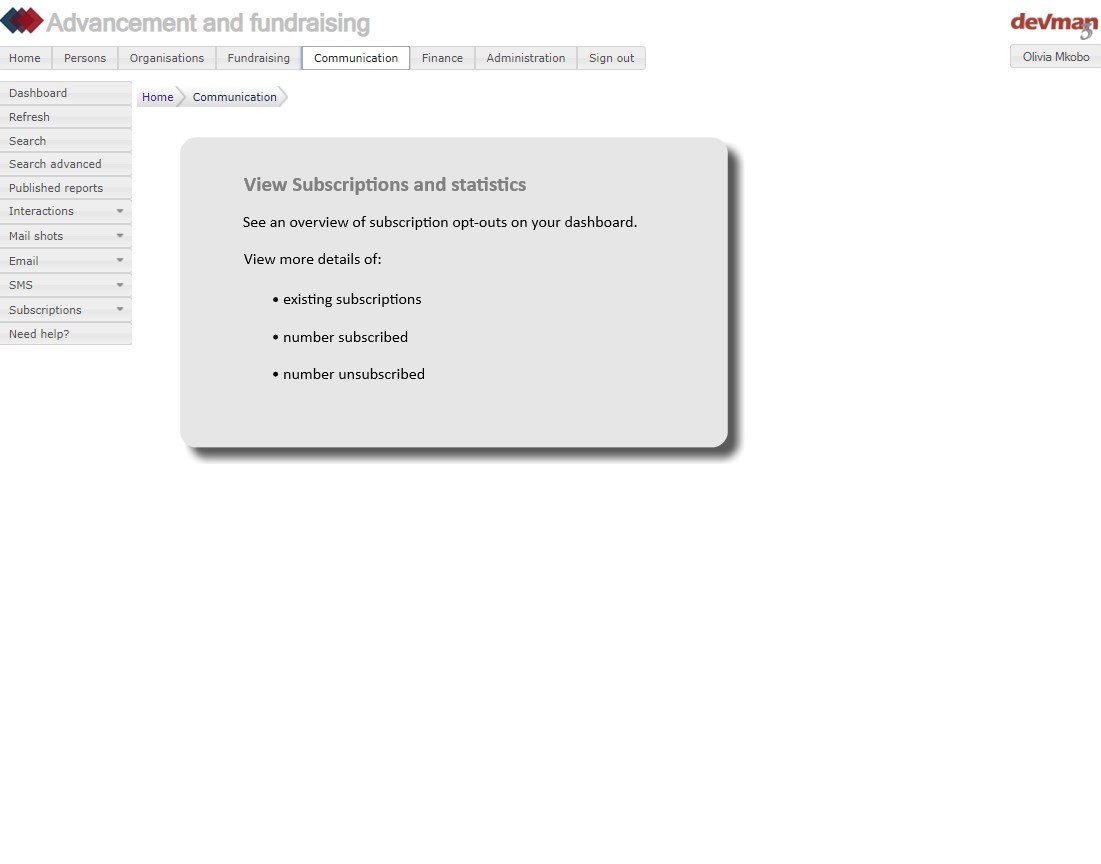 Advancement and fundraising
devman
3
Home Persons Organisations Fundraising Communication Finance Administration Sign out
Olivia Mkobo
Dashboard
Refresh
Search
Search advanced
Published reports
Interactions
Mail shots
Email
SMS
Subscriptions
Need help?
Home Communication
View Subscriptions and statistics
See an overview of subscription opt-outs on your dashboard.
View more details of:
• existing subscriptions
• number subscribed
• number unsubscribed